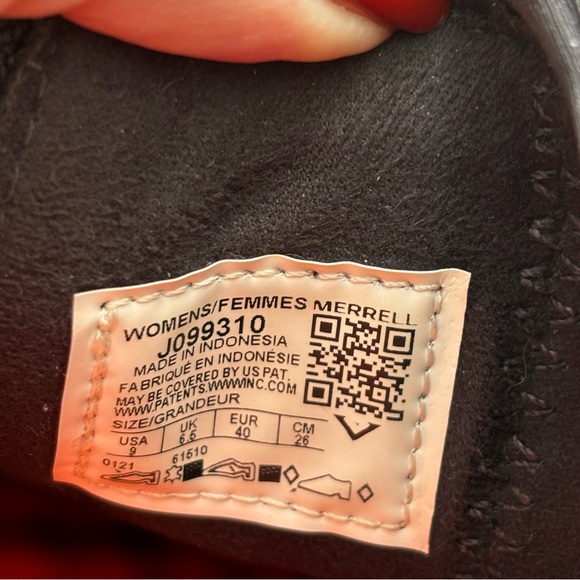 WOMENS/FEMMES MERRELL
J099310
MADE IN INDONESIA
FABRIQUÉ EN INDONÉSIE
MAY BE COVERED BY US PAT.
WWW.PATENTS.WWWINC.COM
SIZE/GRANDEUR
USA UK EUR CM
9 6.5 40 26
0121 61510